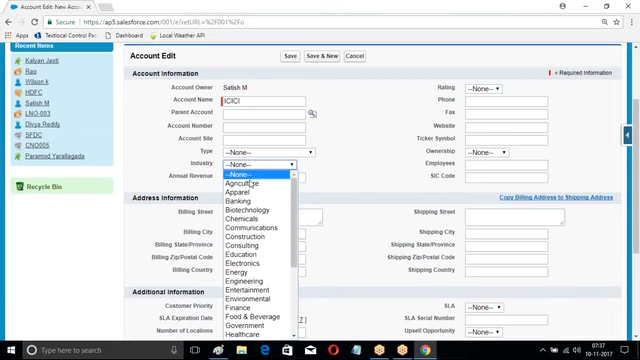 Account Edit: New Accou
Secure https://ap5.salesforce.com/001/e?retURL=%2F001%2Fo
Apps
Dashboard
Textlocal Control Pan
Local Weather API
Recent Items
Kalyan Jasti
Rap
Wilson k
HDFC
Satish M
LNO-003
Divya Reddy
SFDC
CNO005
Paramod Yarallagada
Recycle Bin
Account Edit
Save
Save & New
Cancel
Account Information
= Required Information
Account Owner Satish M
Rating --None--
Account Name ICICI
Phone
Parent Account
Fax
Account Number
Website
Account Site
Ticker Symbol
Type --None--
Ownership --None--
Industry --None--
Employees
Annual Revenue
SIC Code
--None--
Agriculture
Apparel
Banking
Biotechnology
Chemicals
Communications
Construction
Consulting
Education
Electronics
Energy
Engineering
Entertainment
Environmental
Finance
Food & Beverage
Government
Healthcare
Address Information
Copy Billing Address to Shipping Address
Billing Street
Shipping Street
Billing City
Shipping City
Billing State/Province
Shipping State/Province
Billing Zip/Postal Code
Shipping Zip/Postal Code
Billing Country
Shipping Country
Additional Information
Customer Priority
SLA --None--
SLA Expiration Date
SLA Serial Number
Number of Locations
Upsell Opportunity --None--
Type here to search
07:37
10-11-2017